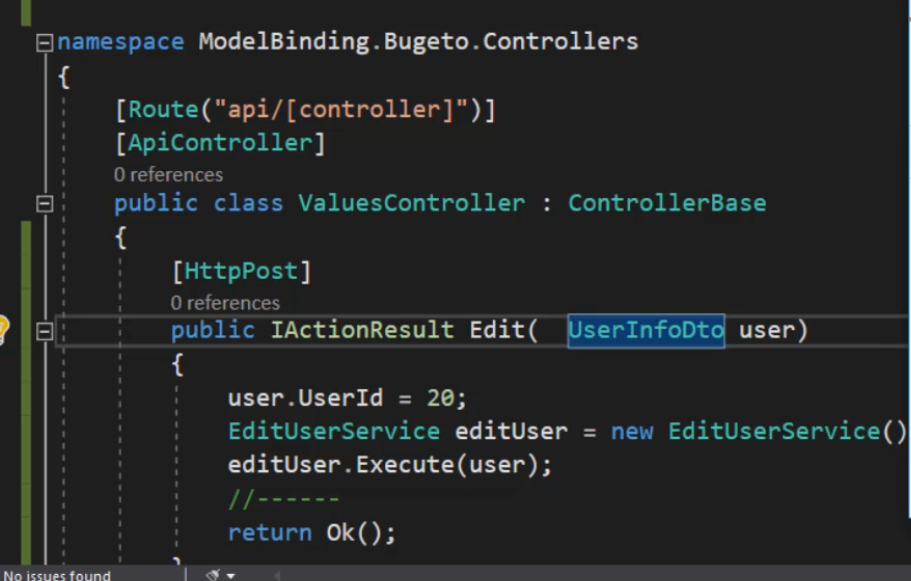 namespace ModelBinding.Bugeto.Controllers
{
[Route("api/[controller]")]
[ApiController]
0 references
public class ValuesController : ControllerBase
{
[HttpPost]
0 references
public IActionResult Edit( UserInfoDto user)
{
user.UserId = 20;
EditUserService editUser = new EditUserService()
editUser.Execute(user);
//------
return Ok();
}
No issues found